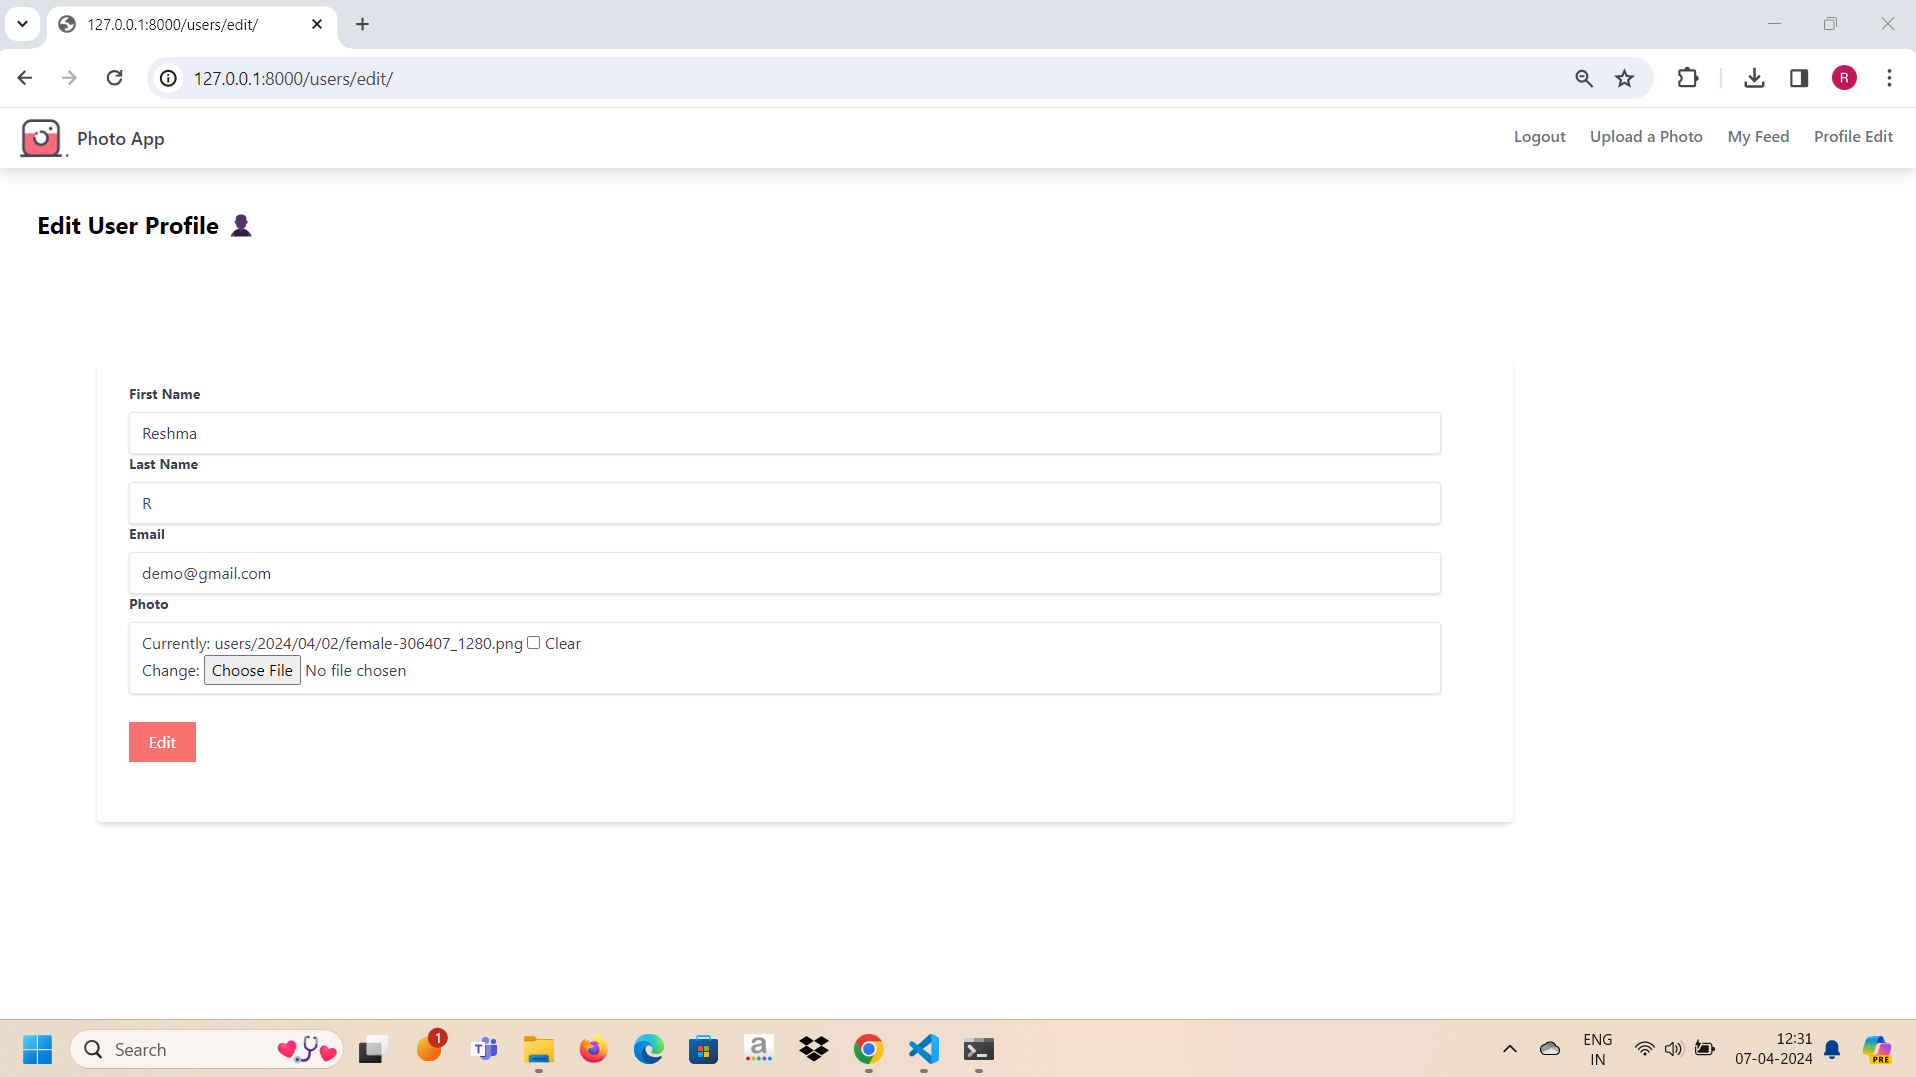 127.0.0.1:8000/users/edit/
127.0.0.1:8000/users/edit/
R
Photo App
Logout Upload a Photo My Feed Profile Edit
Edit User Profile
First Name
Reshma
Last Name
R
Email
demo@gmail.com
Photo
Currently: users/2024/04/02/female-306407_1280.png Clear
Change: Choose File No file chosen
Edit
Search
1
a
ENG
IN
12:31
07-04-2024
PRE